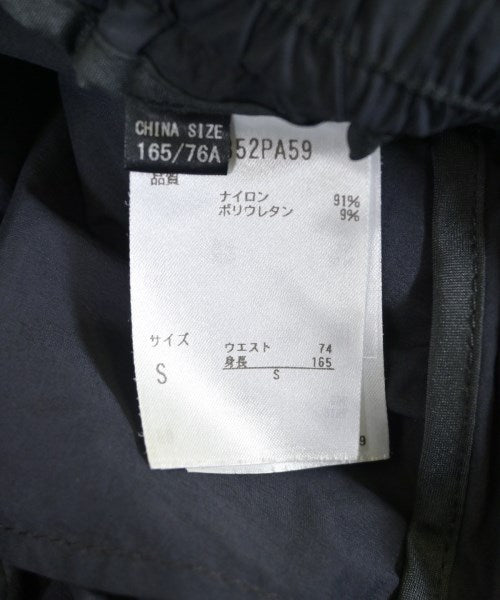 CHINA SIZE
165/76A
52PA59
品質
ナイロン 91%
ポリウレタン 9%
サイズ
S
ウエスト 74
身長 165
S
9